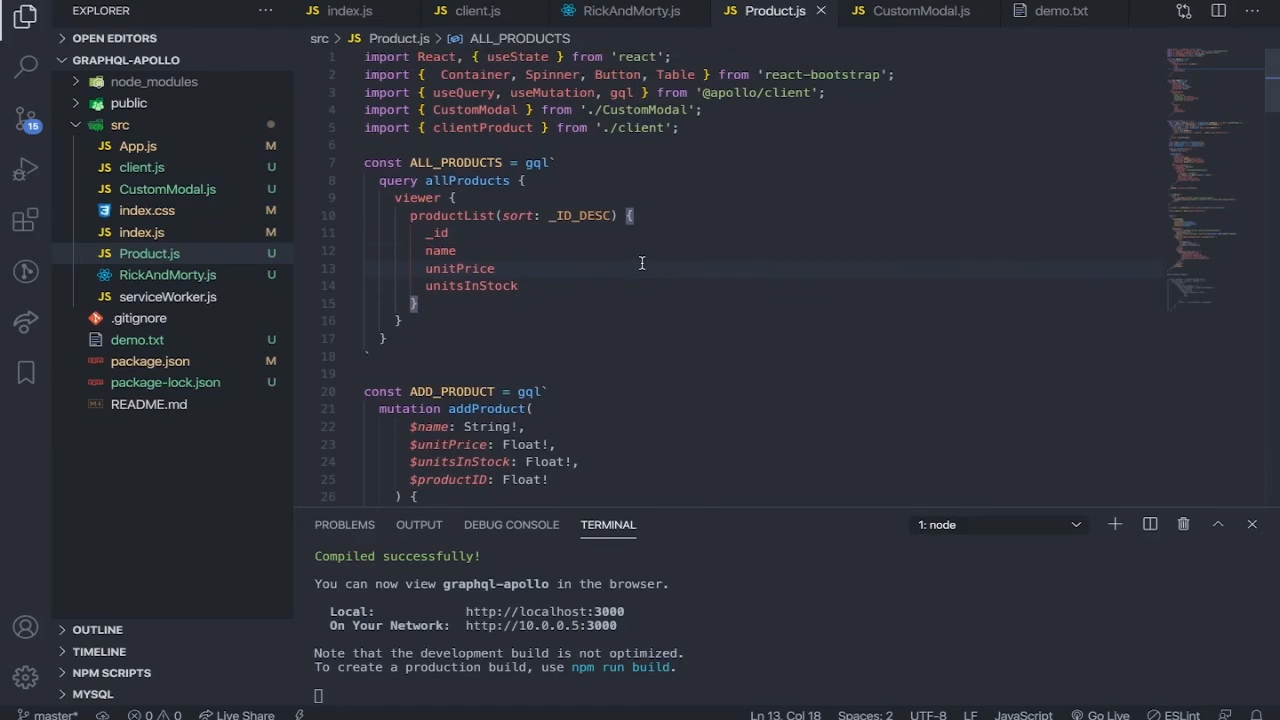 EXPLORER
index.js
client.js
RickAndMorty.js
Product.js
CustomModal.js
demo.txt
OPEN EDITORS
GRAPHQL-APOLLO
node_modules
public
src
App.js M
client.js U
CustomModal.js U
index.css
index.js U
Product.js U
RickAndMorty.js U
serviceWorker.js
.gitignore
demo.txt U
package.json M
package-lock.json U
README.md
15
OUTLINE
TIMELINE
NPM SCRIPTS
MYSQL
src > JS Product.js > ALL_PRODUCTS
1 import React, { useState } from 'react';
2 import {  Container, Spinner, Button, Table } from 'react-bootstrap';
3 import { useQuery, useMutation, gql } from '@apollo/client';
4 import { CustomModal } from './CustomModal';
5 import { clientProduct } from './client';
6
7 const ALL_PRODUCTS = gql`
8 query allProducts {
9 viewer {
10 productList(sort: _ID_DESC) {
11 _id
12 name
13 unitPrice
14 unitsInStock
15 }
16 }
17 }
18 `
19
20 const ADD_PRODUCT = gql`
21 mutation addProduct(
22 $name: String!,
23 $unitPrice: Float!,
24 $unitsInStock: Float!,
25 $productID: Float!
26 ) {
PROBLEMS OUTPUT DEBUG CONSOLE TERMINAL 1: node
Compiled successfully!
You can now view graphql-apollo in the browser.
Local: http://localhost:3000
On Your Network: http://10.0.0.5:3000
Note that the development build is not optimized.
To create a production build, use npm run build.
master* 0 0 Live Share Ln 13, Col 18 Spaces: 2 UTF-8 LF JavaScript Go Live ESLint